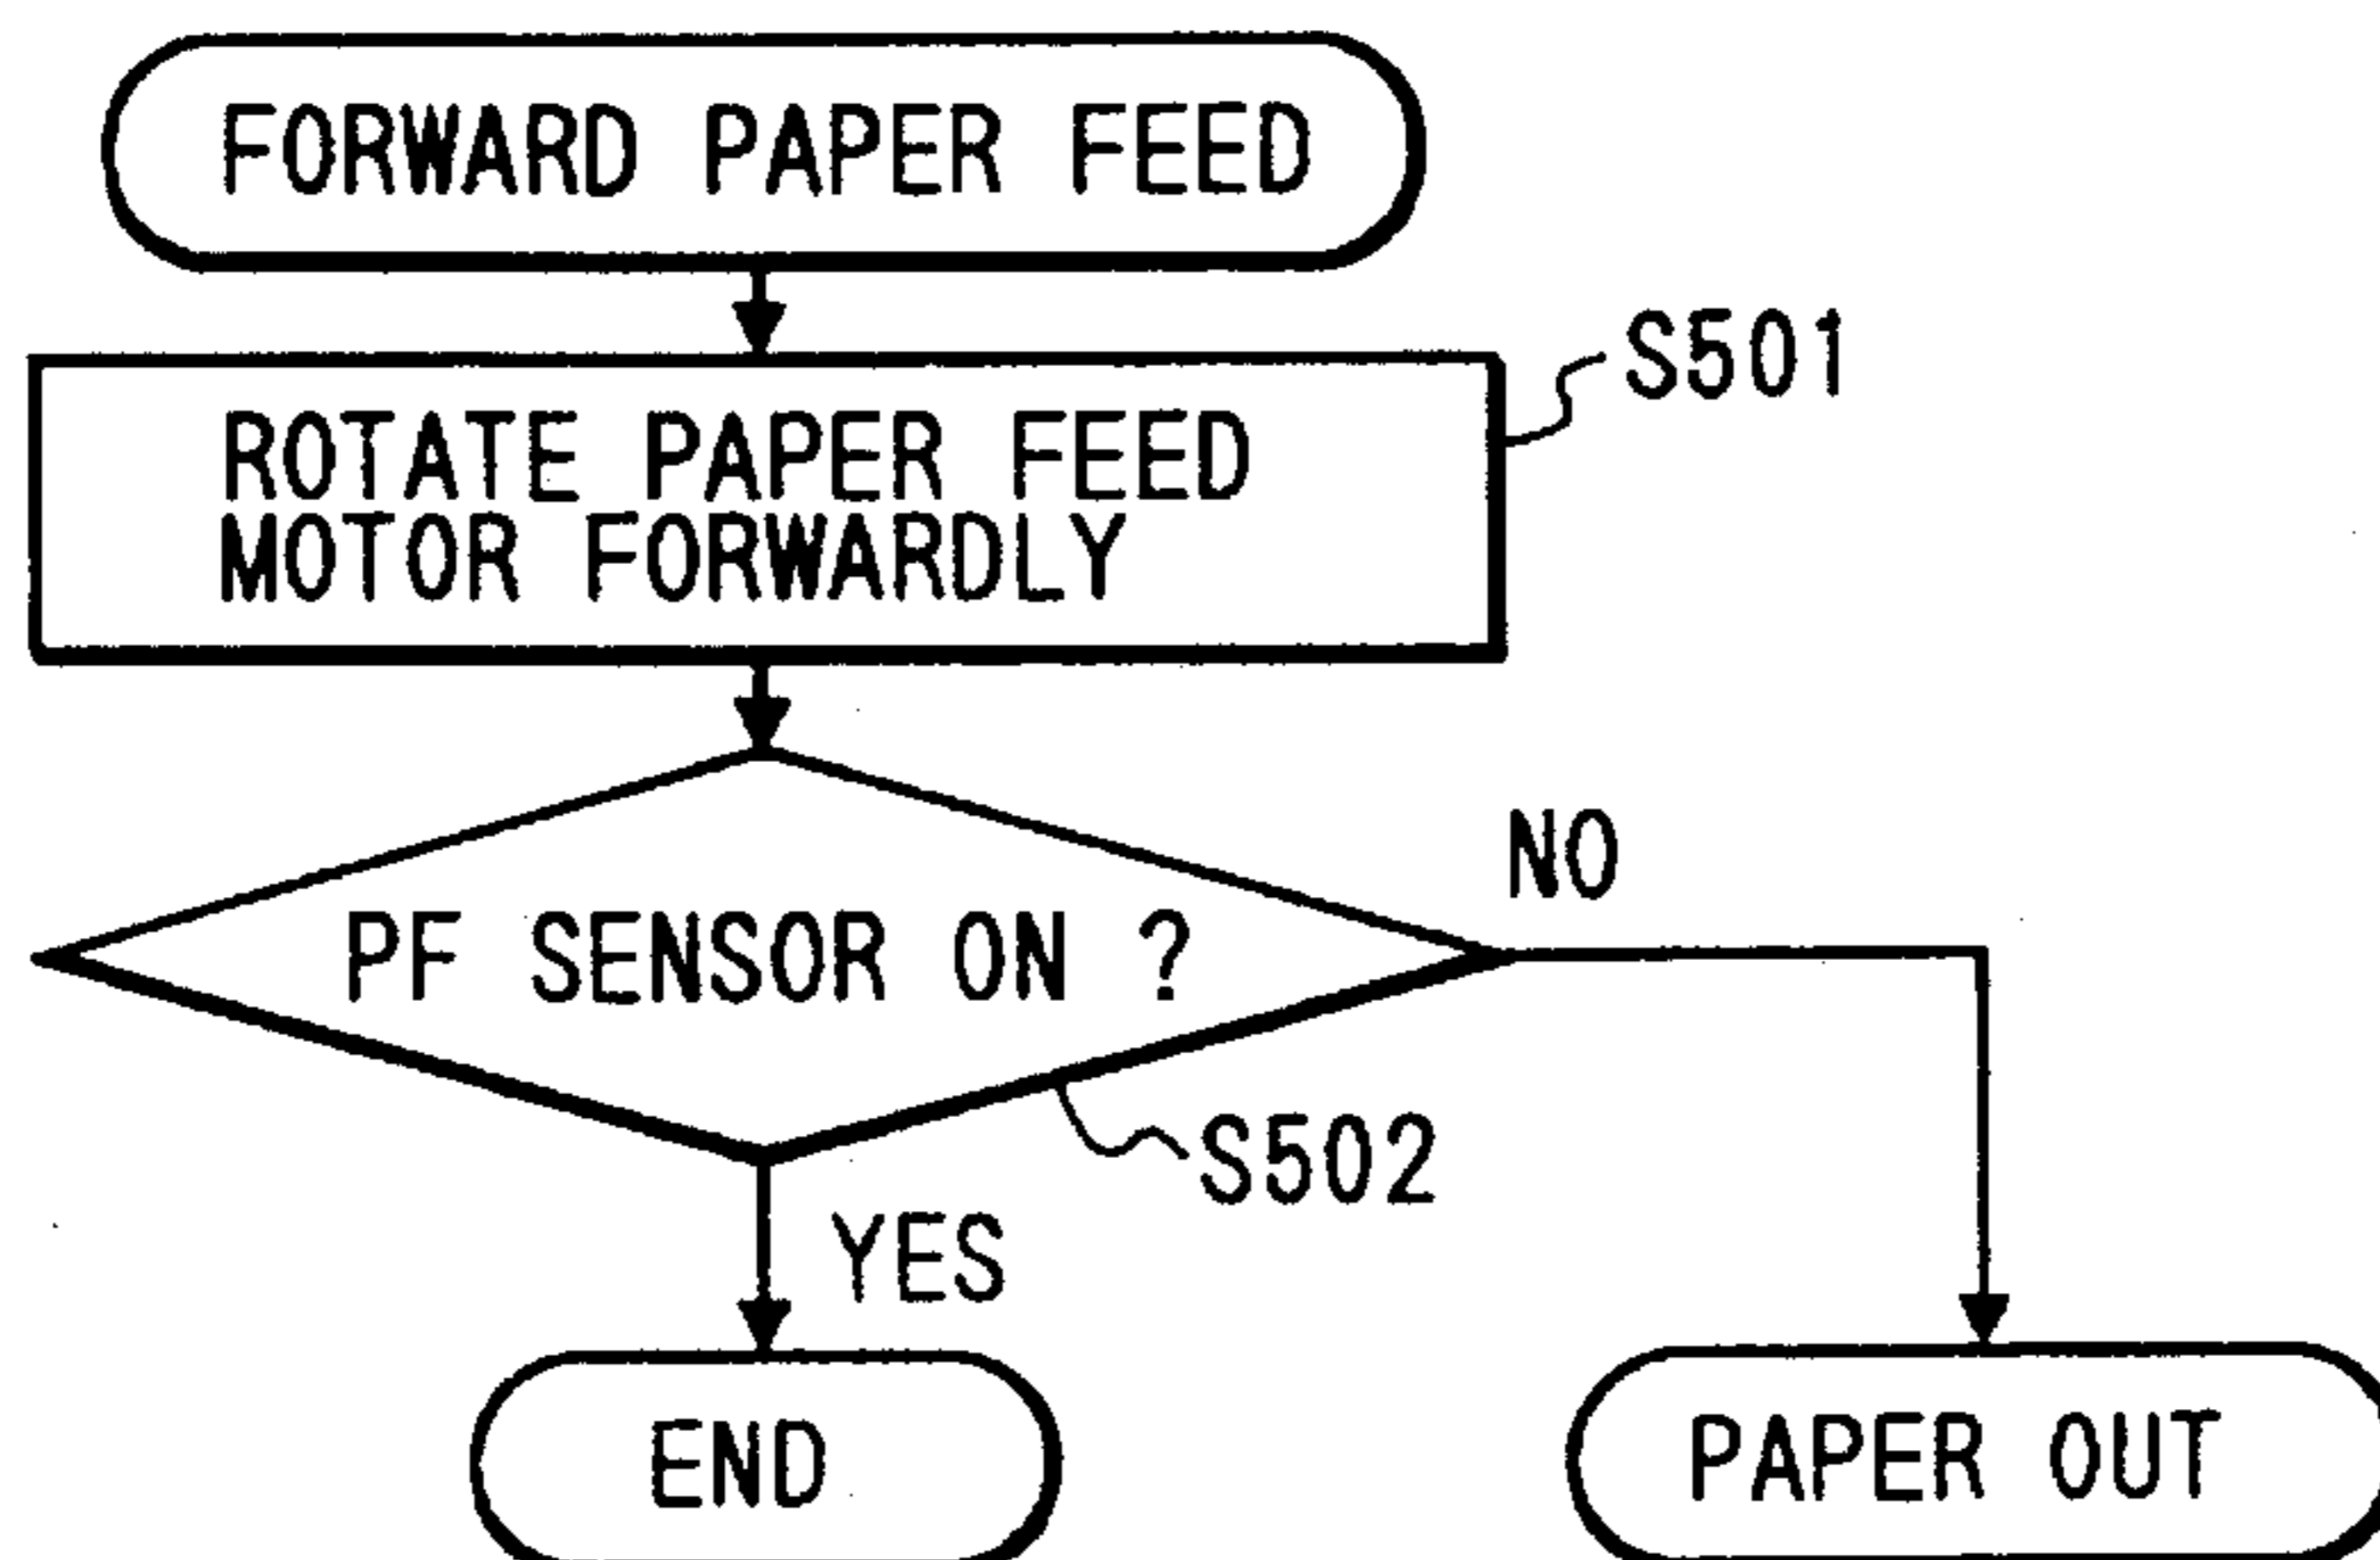 FORWARD PAPER FEED
S501
ROTATE PAPER FEED
MOTOR FORWARDLY
NO
PF SENSOR ON ?
S502
YES
END
PAPER OUT